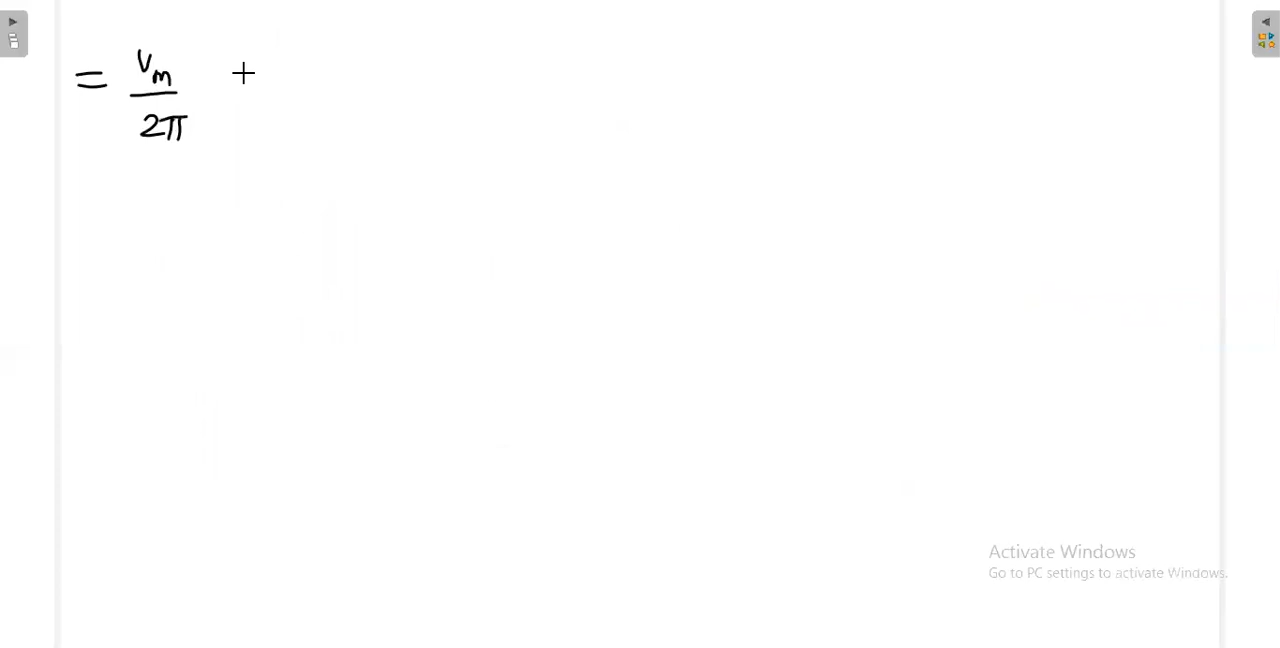 = Vm / 2π
Activate Windows
Go to PC settings to activate Windows.